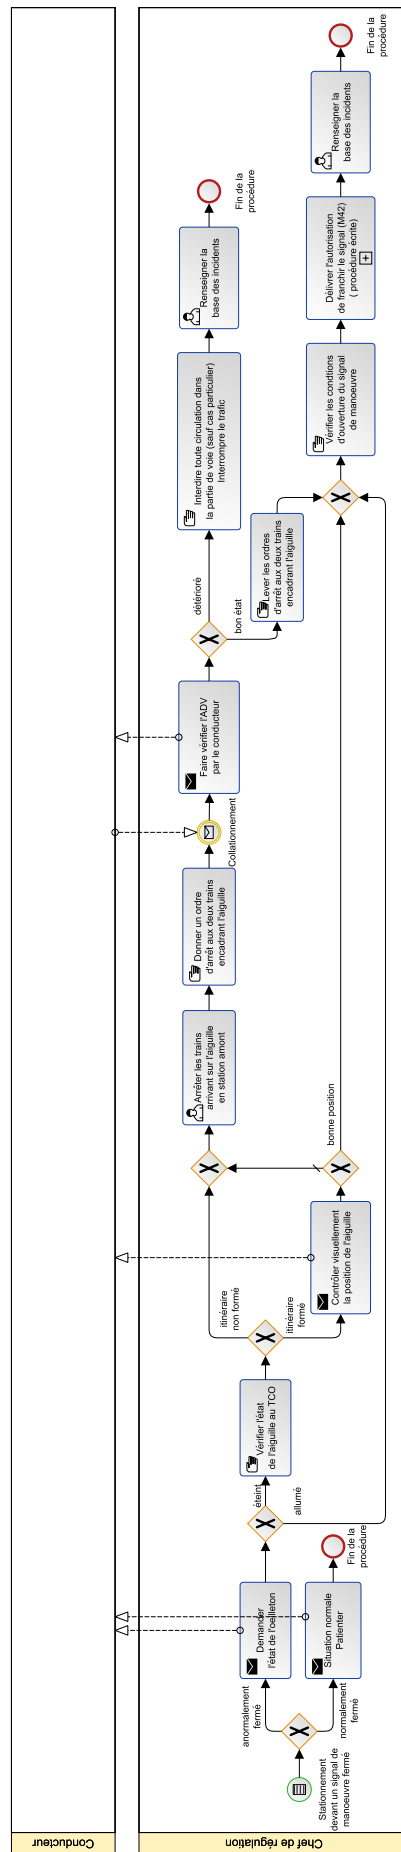 Conducteur
Chef de régulation
Stationnement
devant un signal de
manoeuvre fermé
anormalement
fermé
normalement
fermé
Demander
l'état de l'oeilleton
Situation normale
Patienter
Fin de la
procédure
éteint
allumé
Vérifier l'état
de l'aiguille au TCO
itinéraire
non formé
itinéraire
formé
Contrôler visuellement
la position de l'aiguille
bonne position
Arrêter les trains
arrivant sur l'aiguille
en station amont
Donner un ordre
d'arrêt aux deux trains
encadrant l'aiguille
Collationnement
Faire vérifier l'ADV
par le conducteur
détérioré
bon état
Interdire toute circulation dans
la partie de voie (sauf cas particulier)
Interrompre le trafic
Renseigner la
base des incidents
Fin de la
procédure
Lever les ordres
d'arrêt aux deux trains
encadrant l'aiguille
Vérifier les condtions
d'ouverture du signal
de manoeuvre
Délivrer l'autorisation
de franchir le signal (M42)
( procédure écrite)
Renseigner la
base des incidents
Fin de la
procédure